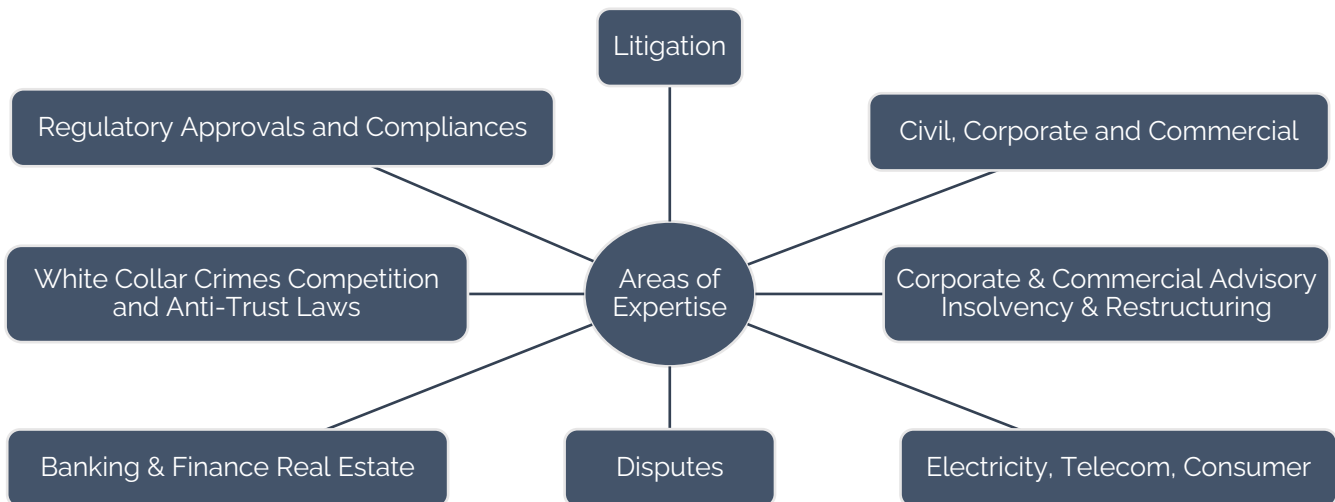 Litigation
Regulatory Approvals and Compliances
Civil, Corporate and Commercial
White Collar Crimes Competition
and Anti-Trust Laws
Areas of
Expertise
Corporate & Commercial Advisory
Insolvency & Restructuring
Banking & Finance Real Estate
Disputes
Electricity, Telecom, Consumer